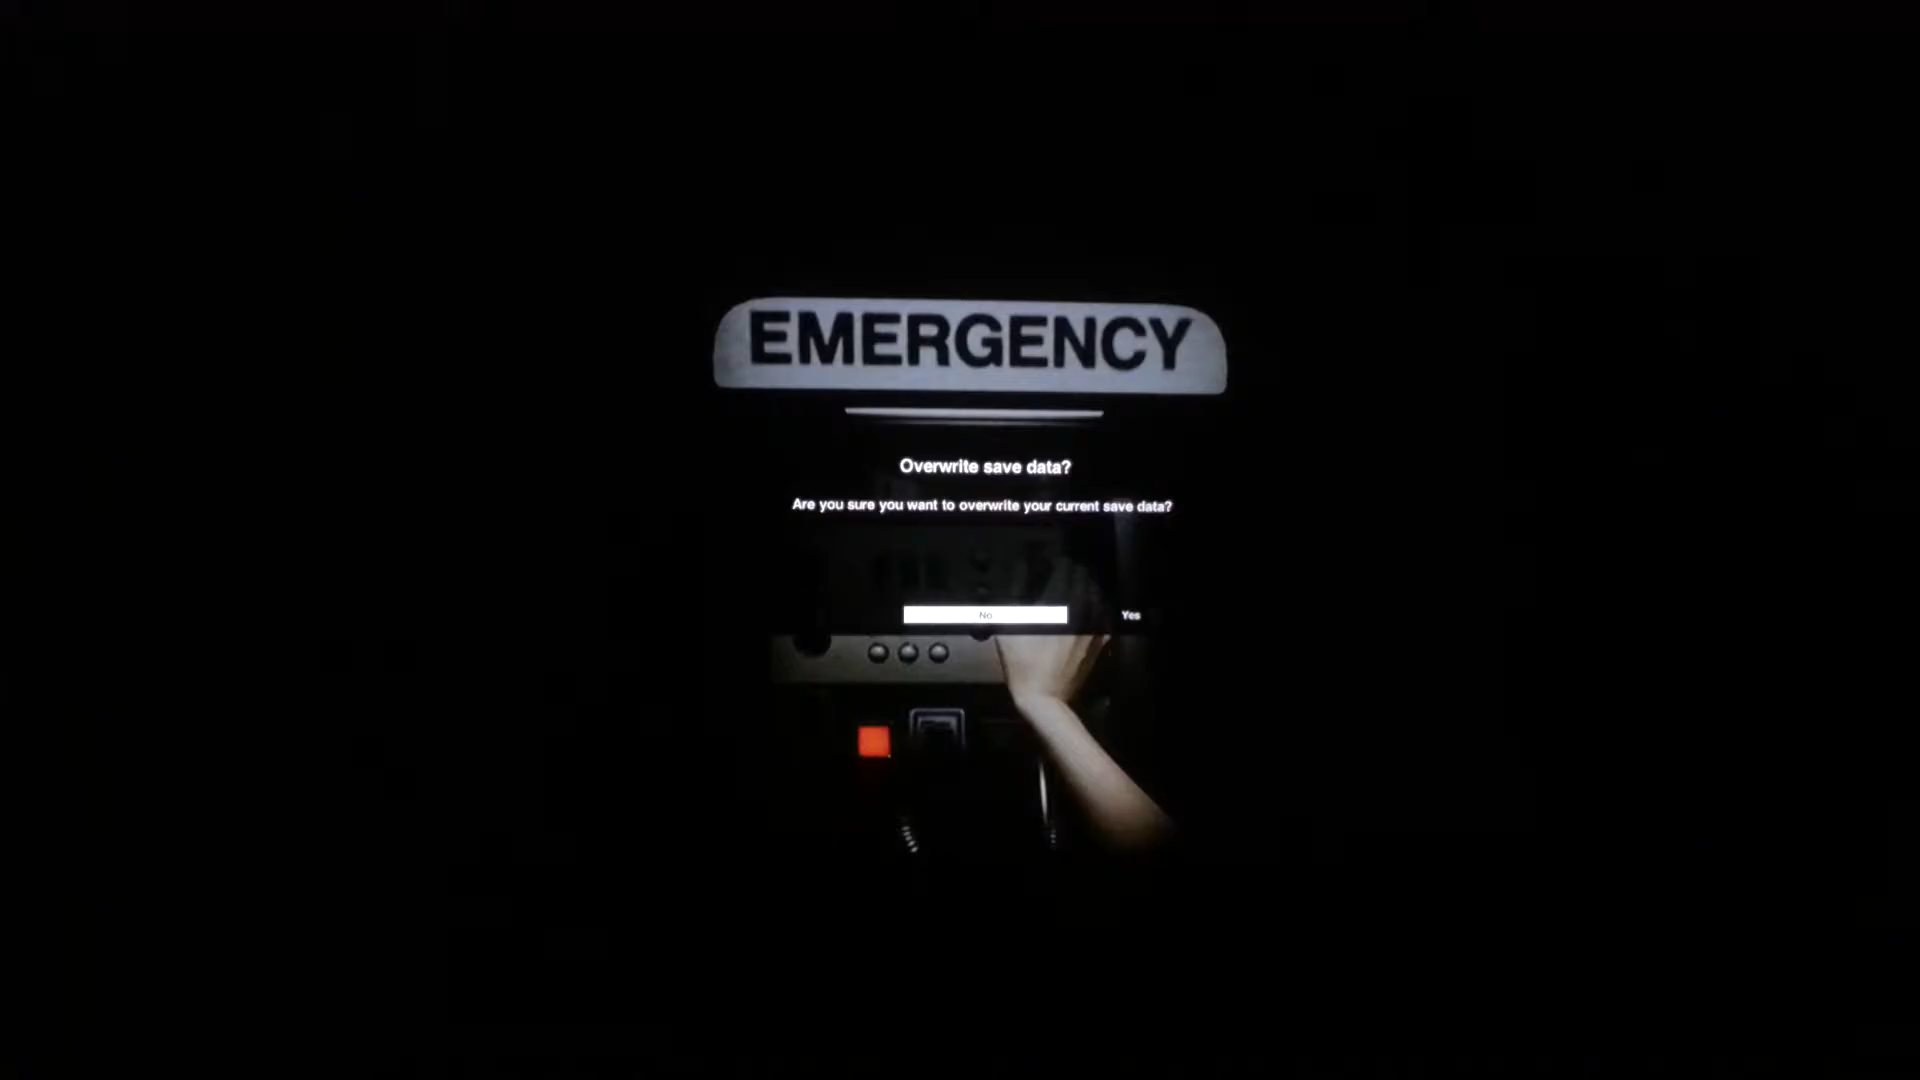 EMERGENCY
Overwrite save data?
Are you sure you want to overwrite your current save data?
No
Yes